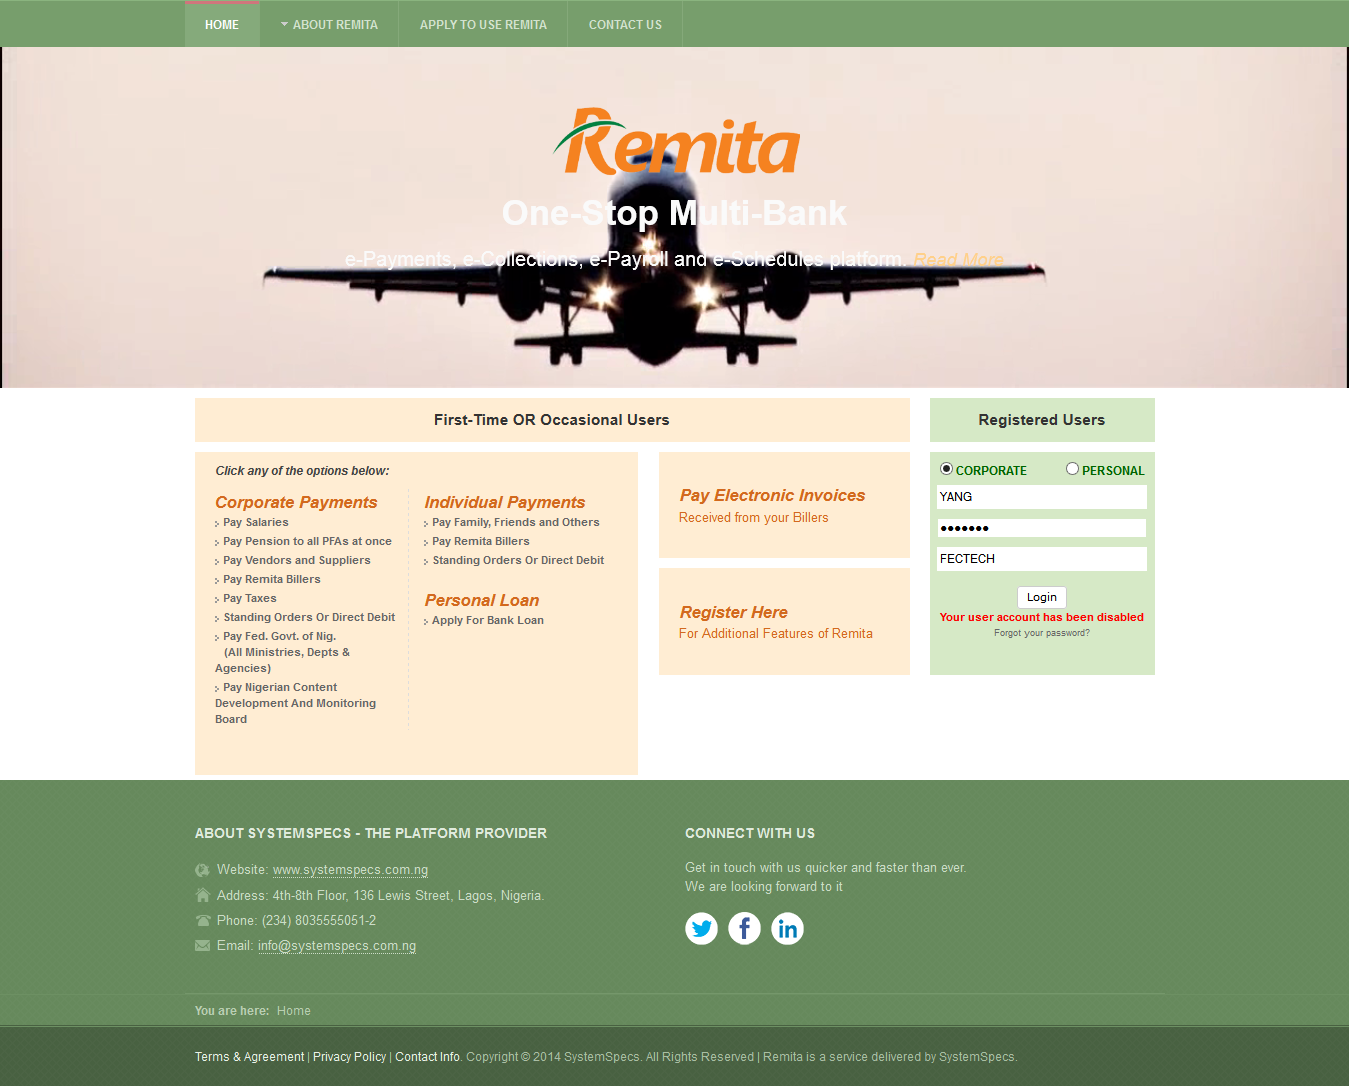 HOME
ABOUT REMITA
APPLY TO USE REMITA
CONTACT US
Remita
One-Stop Multi-Bank
e-Payments, e-Collections, e-Payroll and e-Schedules platform. Read More
First-Time OR Occasional Users
Click any of the options below:
Corporate Payments
Pay Salaries
Pay Pension to all PFAs at once
Pay Vendors and Suppliers
Pay Remita Billers
Pay Taxes
Standing Orders Or Direct Debit
Pay Fed. Govt. of Nig.
(All Ministries, Depts &
Agencies)
Pay Nigerian Content
Development And Monitoring
Board
Individual Payments
Pay Family, Friends and Others
Pay Remita Billers
Standing Orders Or Direct Debit
Personal Loan
Apply For Bank Loan
Pay Electronic Invoices
Received from your Billers
Register Here
For Additional Features of Remita
Registered Users
CORPORATE PERSONAL
YANG
●●●●●●●
FECTECH
Login
Your user account has been disabled
Forgot your password?
ABOUT SYSTEMSPECS - THE PLATFORM PROVIDER
Website: www.systemspecs.com.ng
Address: 4th-8th Floor, 136 Lewis Street, Lagos, Nigeria.
Phone: (234) 8035555051-2
Email: info@systemspecs.com.ng
CONNECT WITH US
Get in touch with us quicker and faster than ever.
We are looking forward to it
You are here: Home
Terms & Agreement | Privacy Policy | Contact Info. Copyright © 2014 SystemSpecs. All Rights Reserved | Remita is a service delivered by SystemSpecs.